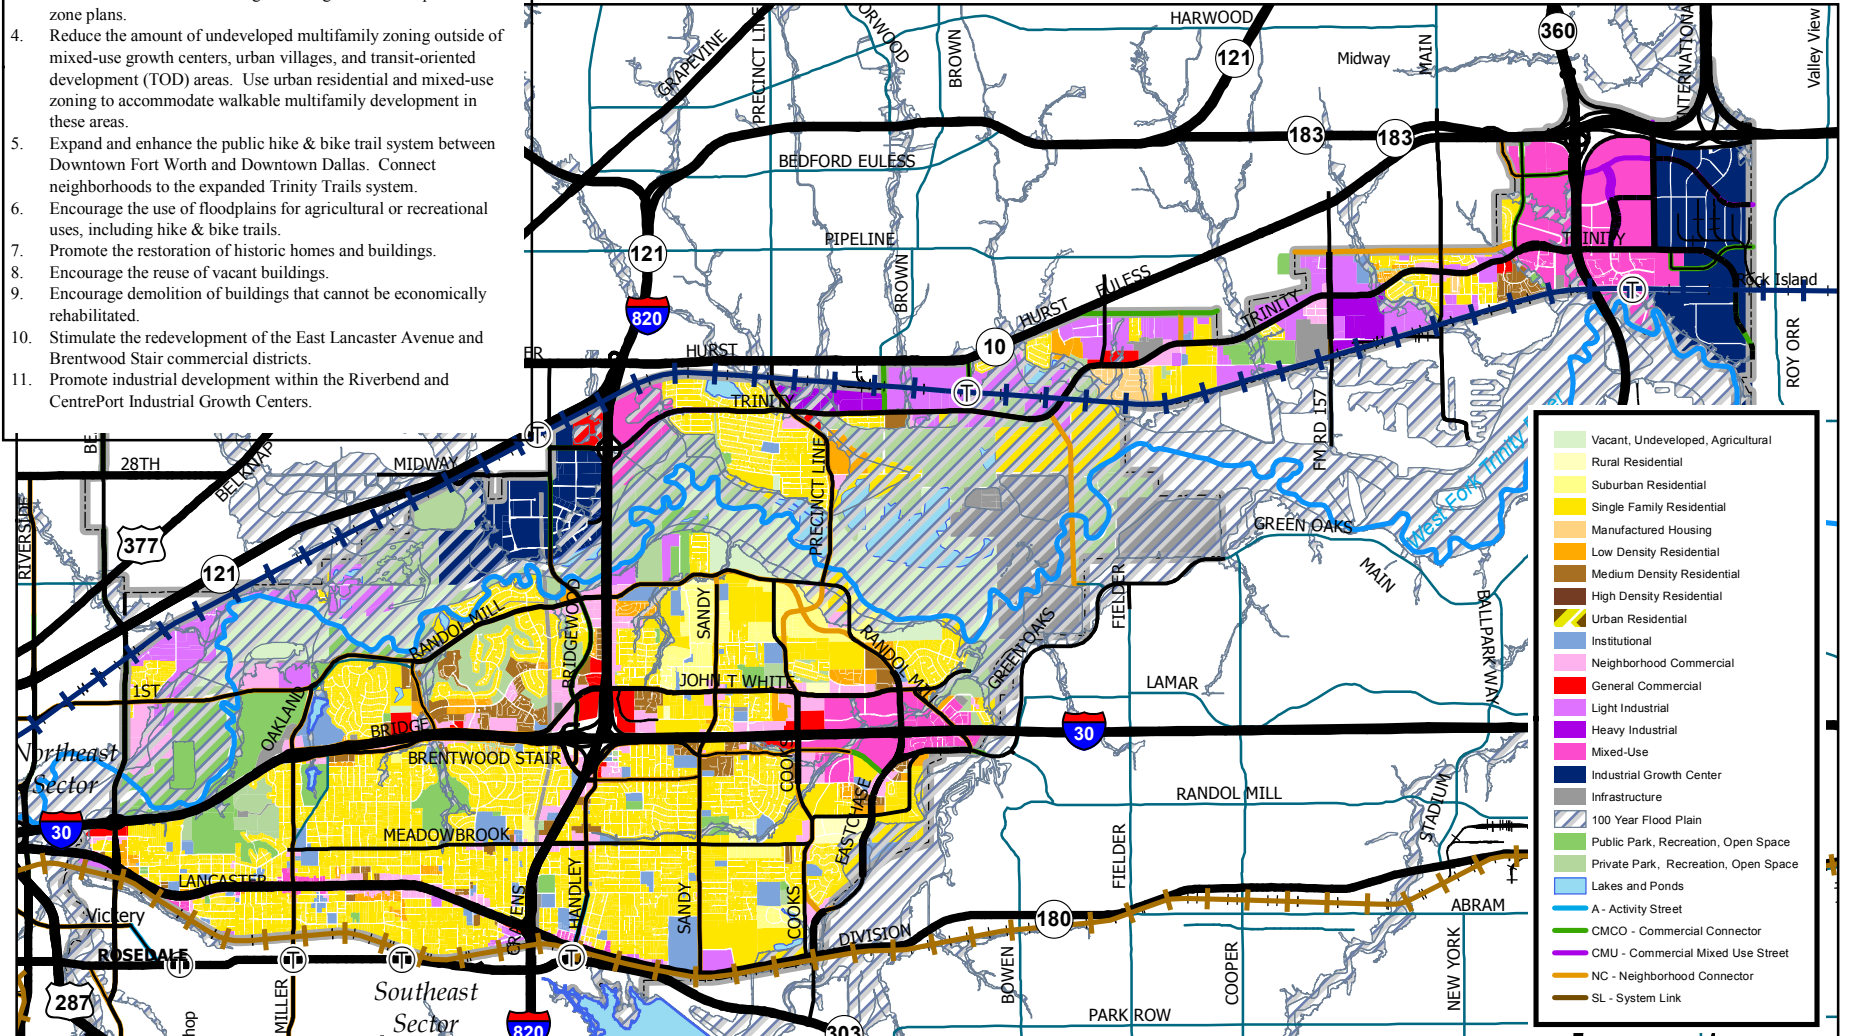 zone plans.
4. Reduce the amount of undeveloped multifamily zoning outside of
mixed-use growth centers, urban villages, and transit-oriented
development (TOD) areas. Use urban residential and mixed-use
zoning to accommodate walkable multifamily development in
these areas.
5. Expand and enhance the public hike & bike trail system between
Downtown Fort Worth and Downtown Dallas. Connect
neighborhoods to the expanded Trinity Trails system.
6. Encourage the use of floodplains for agricultural or recreational
uses, including hike & bike trails.
7. Promote the restoration of historic homes and buildings.
8. Encourage the reuse of vacant buildings.
9. Encourage demolition of buildings that cannot be economically
rehabilitated.
10. Stimulate the redevelopment of the East Lancaster Avenue and
Brentwood Stair commercial districts.
11. Promote industrial development within the Riverbend and
CentrePort Industrial Growth Centers.
HARWOOD
GRAPEVINE
PRECINCT LINE
BROWN
121
Midway
MAIN
360
Valley View
183
183
BEDFORD EULESS
121
PIPELINE
BROWN
TRINITY
Rock Island
820
HURST
10
HURST
EULESS
TRINITY
ROY ORR
TRINITY
FM RD 157
28TH
BELKNAP
MIDWAY
PRECINCT LINE
GREEN OAKS
West Fork Trinity
RIVERSIDE
377
121
MAIN
BALLPARK WAY
FIELDER
RANDOL MILL
BRIDGEWOOD
SANDY
RANDOL MILL
GREEN OAKS
1ST
OAKLAND
JOHN T WHITE
LAMAR
BRIDGE
BRENTWOOD STAIR
COOKS
30
Northeast
Sector
30
MEADOWBROOK
EASTCHASE
RANDOL MILL
FIELDER
STADIUM
LANCASTER
Vickery
HANDLEY
SANDY
COOKS
DIVISION
180
ABRAM
ROSEDALE
287
MILLER
Southeast
Sector
820
303
BOWEN
COOPER
NEW YORK
PARK ROW
Vacant, Undeveloped, Agricultural
Rural Residential
Suburban Residential
Single Family Residential
Manufactured Housing
Low Density Residential
Medium Density Residential
High Density Residential
Urban Residential
Institutional
Neighborhood Commercial
General Commercial
Light Industrial
Heavy Industrial
Mixed-Use
Industrial Growth Center
Infrastructure
100 Year Flood Plain
Public Park, Recreation, Open Space
Private Park, Recreation, Open Space
Lakes and Ponds
A - Activity Street
CMCO - Commercial Connector
CMU - Commercial Mixed Use Street
NC - Neighborhood Connector
SL - System Link